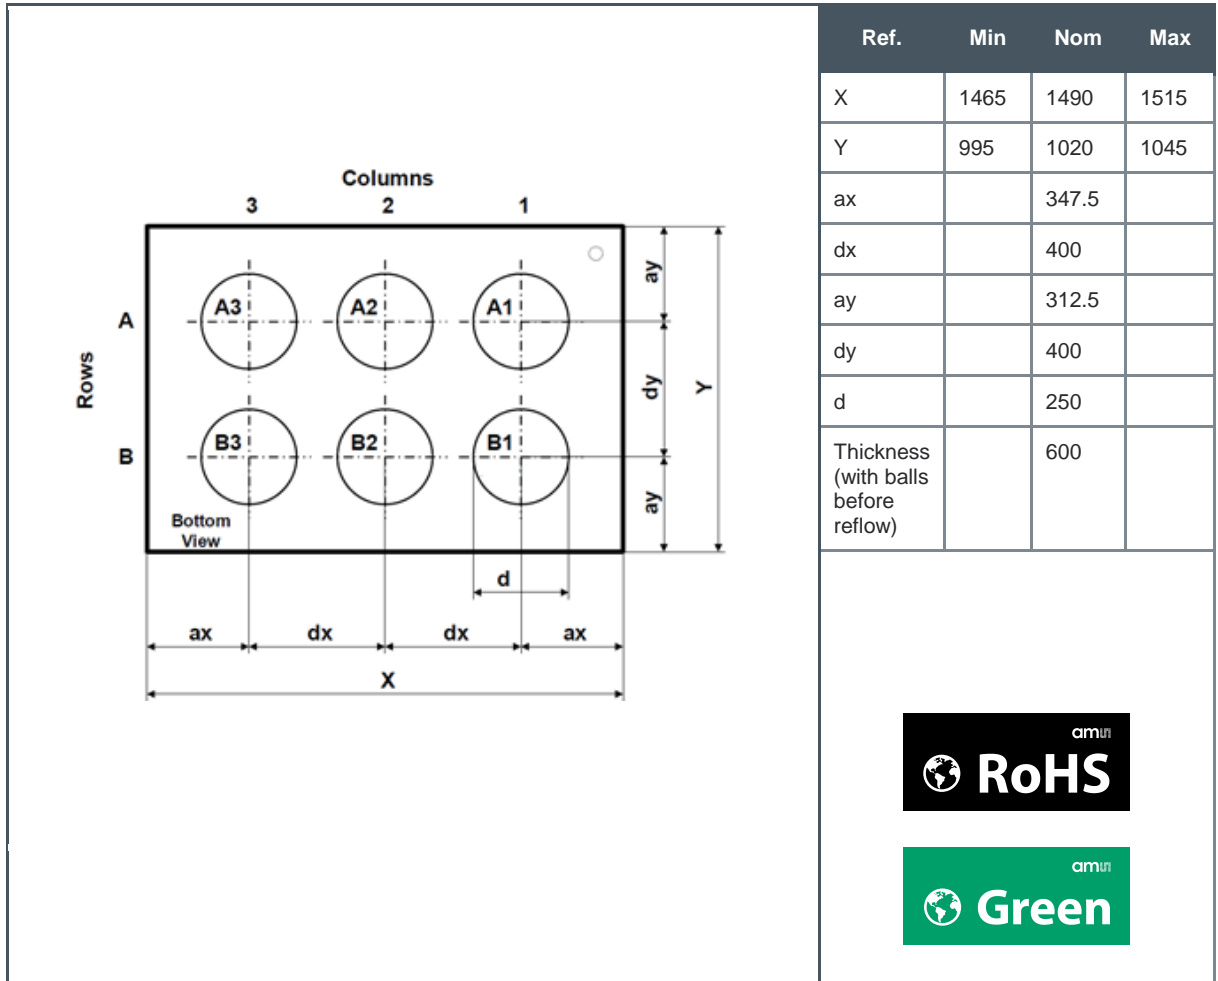 Columns
3 2 1
Rows
A
A3 A2 A1
B
B3 B2 B1
Bottom
View
ay
dy
ay
Y
d
ax dx dx ax
X
Ref. Min Nom Max
X 1465 1490 1515
Y 995 1020 1045
ax 347.5
dx 400
ay 312.5
dy 400
d 250
Thickness 600
(with balls
before
reflow)
amu
RoHS
amu
Green